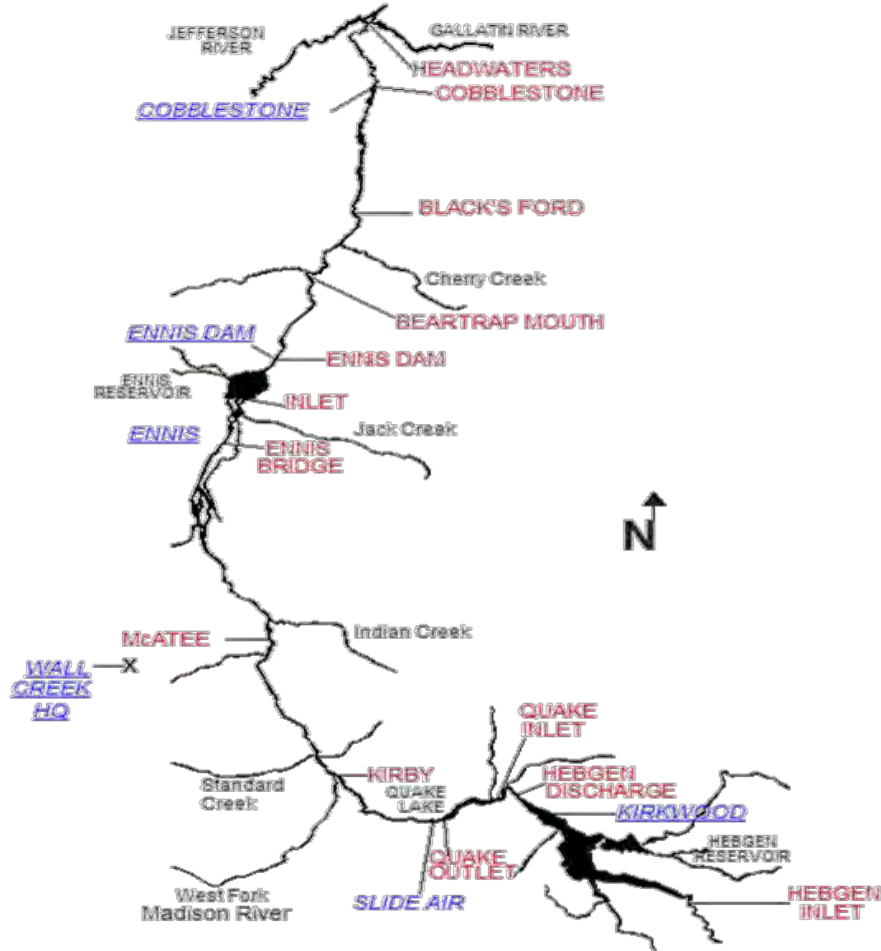 JEFFERSON
RIVER
GALLATIN RIVER
HEADWATERS
COBBLESTONE
COBBLESTONE
BLACK'S FORD
Cherry Creek
BEARTRAP MOUTH
ENNIS DAM
ENNIS DAM
ENNIS
RESERVOIR
INLET
ENNIS
Jack Creek
ENNIS
BRIDGE
N
McATEE
Indian Creek
WALL
CREEK
HQ
X
QUAKE
INLET
KIRBY
QUAKE
LAKE
HEBGEN
DISCHARGE
KIRKWOOD
Standard
Creek
HEBGEN
RESERVOIR
QUAKE
OUTLET
West Fork
Madison River
SLIDE AIR
HEBGEN
INLET